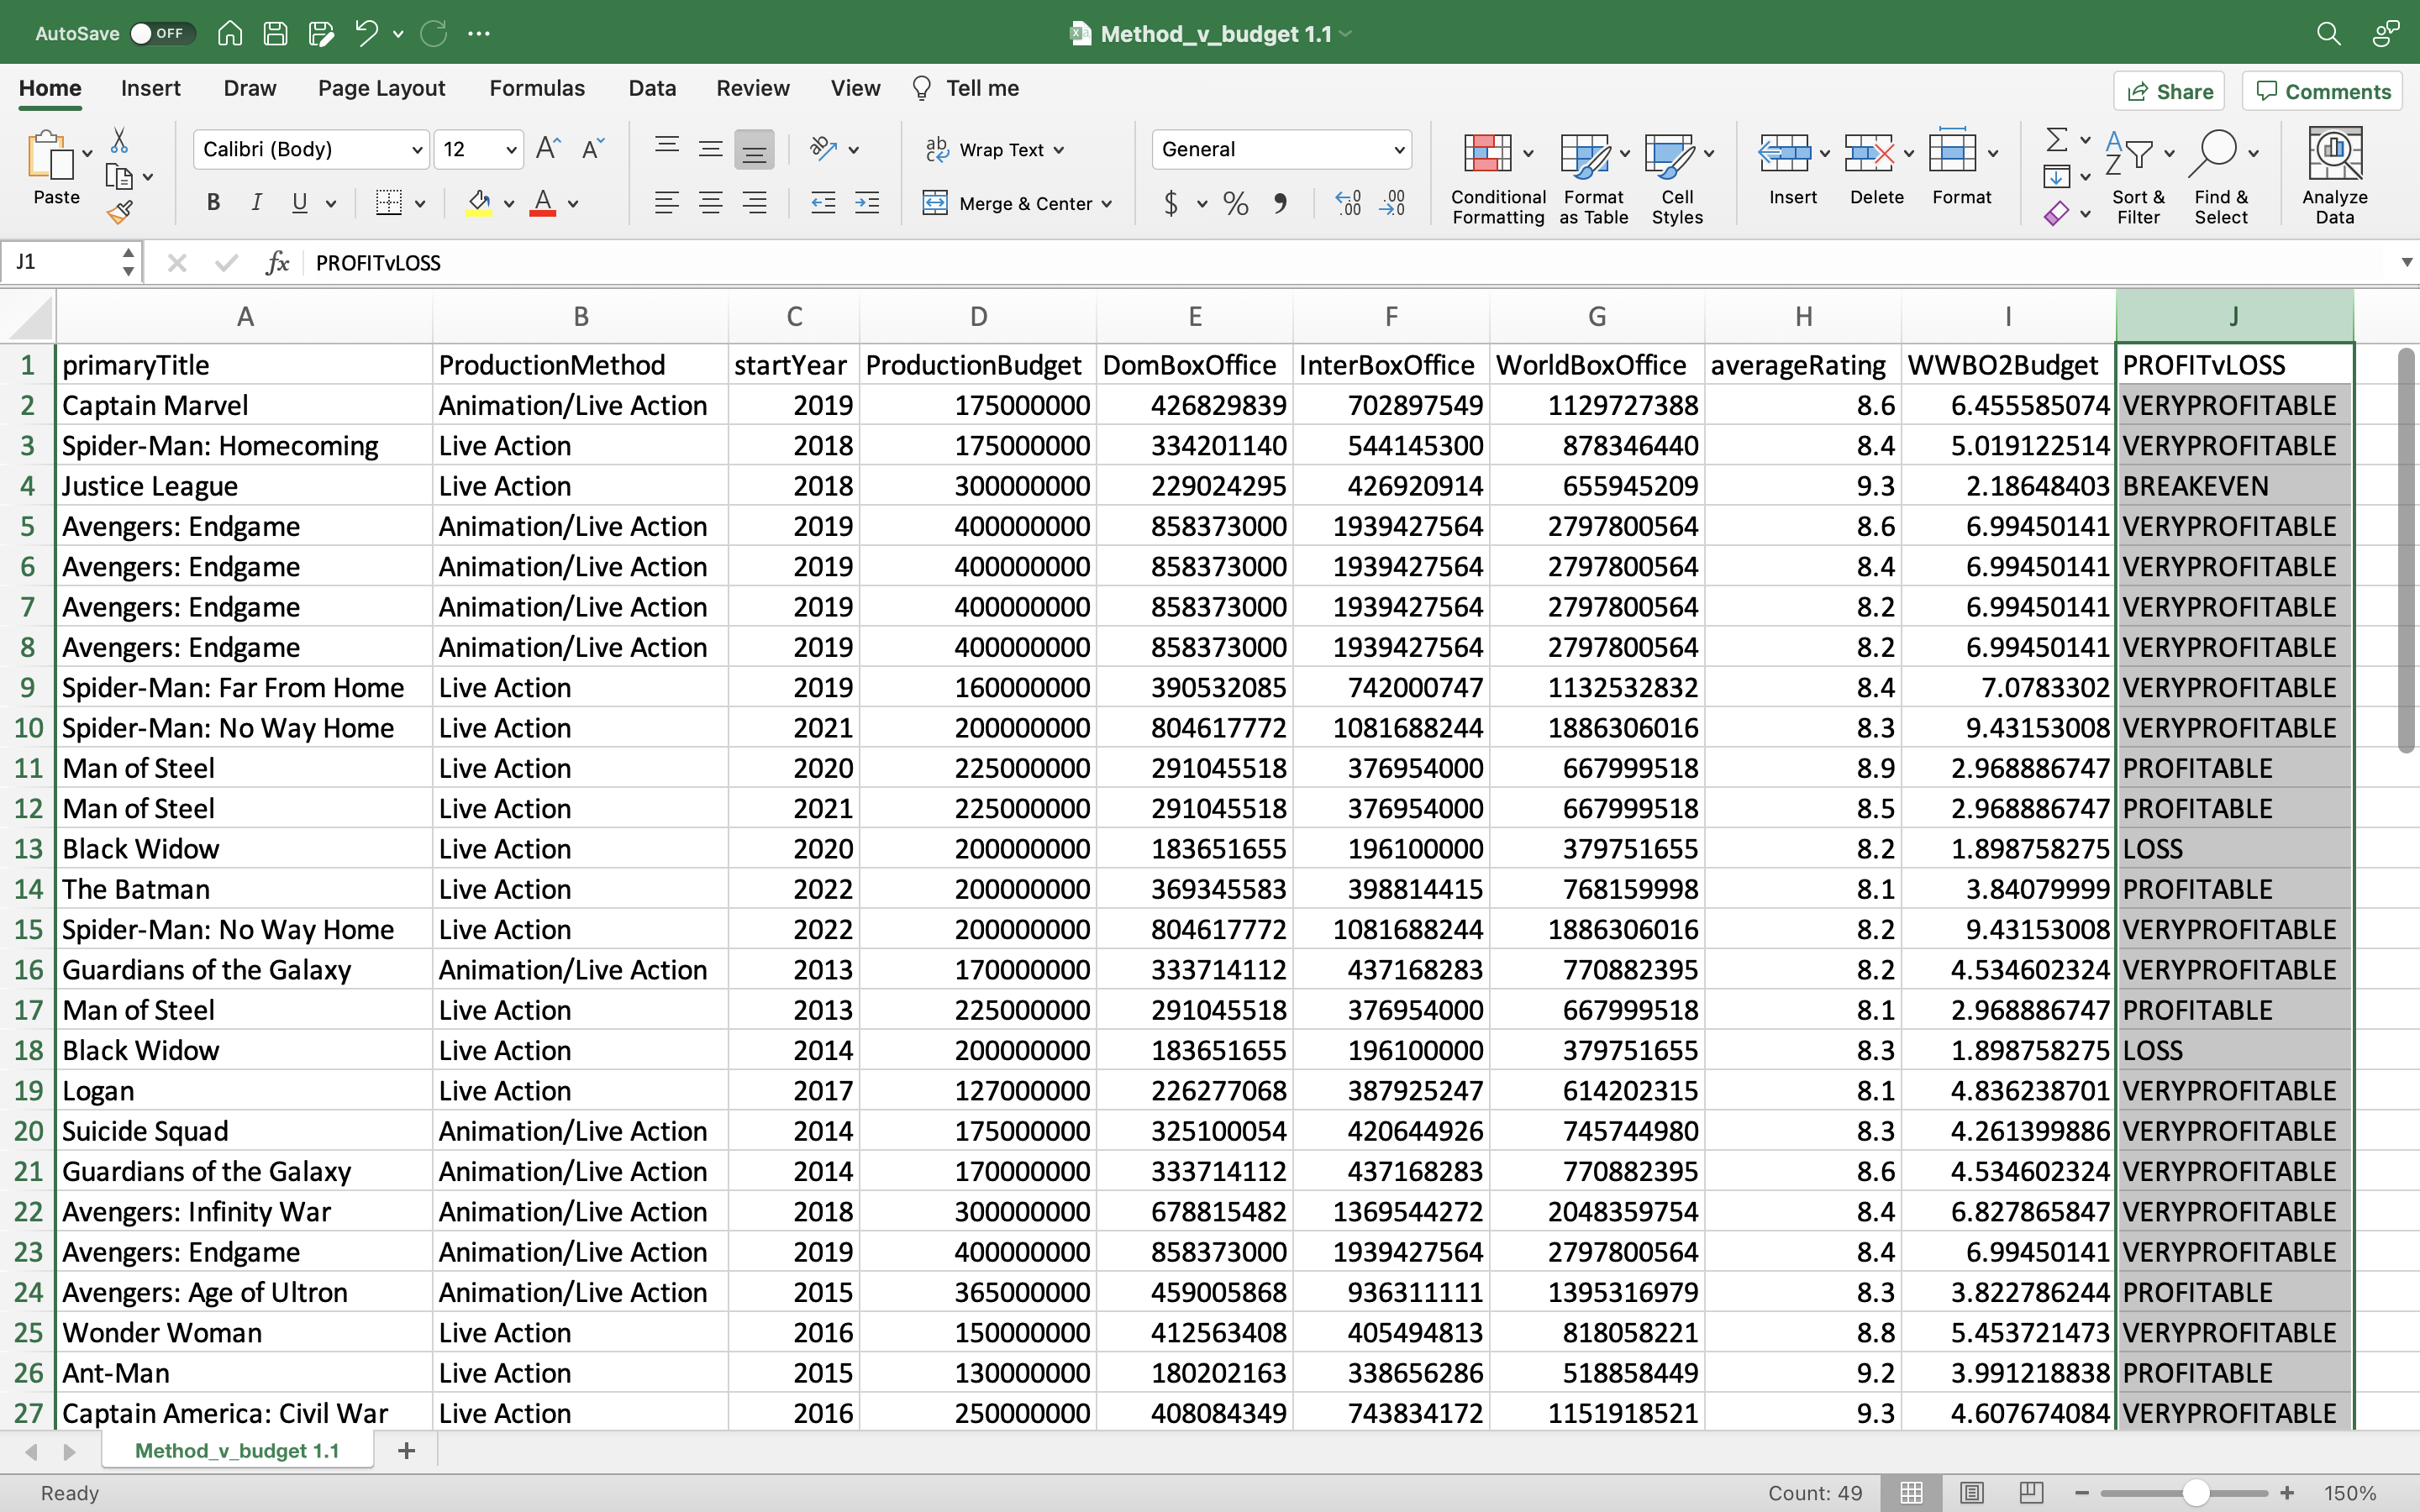 AutoSave OFF Method_v_budget 1.1
Home Insert Draw Page Layout Formulas Data Review View Tell me Share Comments
Paste Calibri (Body) 12 Wrap Text General
B I U Merge & Center $ % Conditional Formatting Format as Table Cell Styles Insert Delete Format Sort & Filter Find & Select Analyze Data
J1 fx PROFITvLOSS
A B C D E F G H I J
1 primaryTitle ProductionMethod startYear ProductionBudget DomBoxOffice InterBoxOffice WorldBoxOffice averageRating WWBO2Budget PROFITvLOSS
2 Captain Marvel Animation/Live Action 2019 175000000 426829839 702897549 1129727388 8.6 6.455585074 VERYPROFITABLE
3 Spider-Man: Homecoming Live Action 2018 175000000 334201140 544145300 878346440 8.4 5.019122514 VERYPROFITABLE
4 Justice League Live Action 2018 300000000 229024295 426920914 655945209 9.3 2.18648403 BREAKEVEN
5 Avengers: Endgame Animation/Live Action 2019 400000000 858373000 1939427564 2797800564 8.6 6.99450141 VERYPROFITABLE
6 Avengers: Endgame Animation/Live Action 2019 400000000 858373000 1939427564 2797800564 8.4 6.99450141 VERYPROFITABLE
7 Avengers: Endgame Animation/Live Action 2019 400000000 858373000 1939427564 2797800564 8.2 6.99450141 VERYPROFITABLE
8 Avengers: Endgame Animation/Live Action 2019 400000000 858373000 1939427564 2797800564 8.2 6.99450141 VERYPROFITABLE
9 Spider-Man: Far From Home Live Action 2019 160000000 390532085 742000747 1132532832 8.4 7.0783302 VERYPROFITABLE
10 Spider-Man: No Way Home Live Action 2021 200000000 804617772 1081688244 1886306016 8.3 9.43153008 VERYPROFITABLE
11 Man of Steel Live Action 2020 225000000 291045518 376954000 667999518 8.9 2.968886747 PROFITABLE
12 Man of Steel Live Action 2021 225000000 291045518 376954000 667999518 8.5 2.968886747 PROFITABLE
13 Black Widow Live Action 2020 200000000 183651655 196100000 379751655 8.2 1.898758275 LOSS
14 The Batman Live Action 2022 200000000 369345583 398814415 768159998 8.1 3.84079999 PROFITABLE
15 Spider-Man: No Way Home Live Action 2022 200000000 804617772 1081688244 1886306016 8.2 9.43153008 VERYPROFITABLE
16 Guardians of the Galaxy Animation/Live Action 2013 170000000 333714112 437168283 770882395 8.2 4.534602324 VERYPROFITABLE
17 Man of Steel Live Action 2013 225000000 291045518 376954000 667999518 8.1 2.968886747 PROFITABLE
18 Black Widow Live Action 2014 200000000 183651655 196100000 379751655 8.3 1.898758275 LOSS
19 Logan Live Action 2017 127000000 226277068 387925247 614202315 8.1 4.836238701 VERYPROFITABLE
20 Suicide Squad Animation/Live Action 2014 175000000 325100054 420644926 745744980 8.3 4.261399886 VERYPROFITABLE
21 Guardians of the Galaxy Animation/Live Action 2014 170000000 333714112 437168283 770882395 8.6 4.534602324 VERYPROFITABLE
22 Avengers: Infinity War Animation/Live Action 2018 300000000 678815482 1369544272 2048359754 8.4 6.827865847 VERYPROFITABLE
23 Avengers: Endgame Animation/Live Action 2019 400000000 858373000 1939427564 2797800564 8.4 6.99450141 VERYPROFITABLE
24 Avengers: Age of Ultron Animation/Live Action 2015 365000000 459005868 936311111 1395316979 8.3 3.822786244 PROFITABLE
25 Wonder Woman Live Action 2016 150000000 412563408 405494813 818058221 8.8 5.453721473 VERYPROFITABLE
26 Ant-Man Live Action 2015 130000000 180202163 338656286 518858449 9.2 3.991218838 PROFITABLE
27 Captain America: Civil War Live Action 2016 250000000 408084349 743834172 1151918521 9.3 4.607674084 VERYPROFITABLE
Method_v_budget 1.1
Ready Count: 49 150%